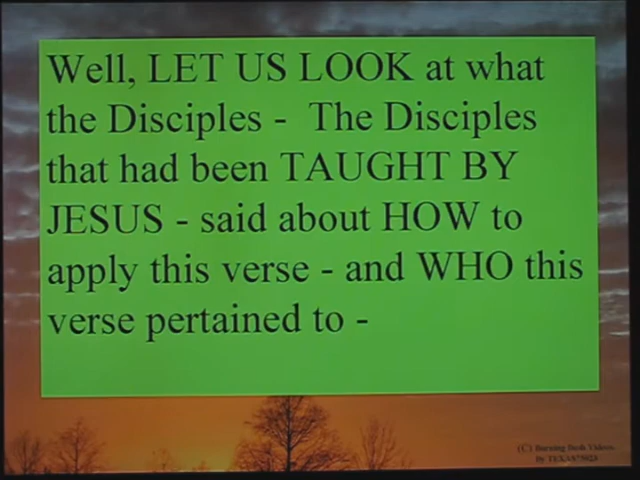 Well, LET US LOOK at what
the Disciples -  The Disciples
that had been TAUGHT BY
JESUS - said about HOW to
apply this verse - and WHO this
verse pertained to -
(C) Burning Bush Videos
By